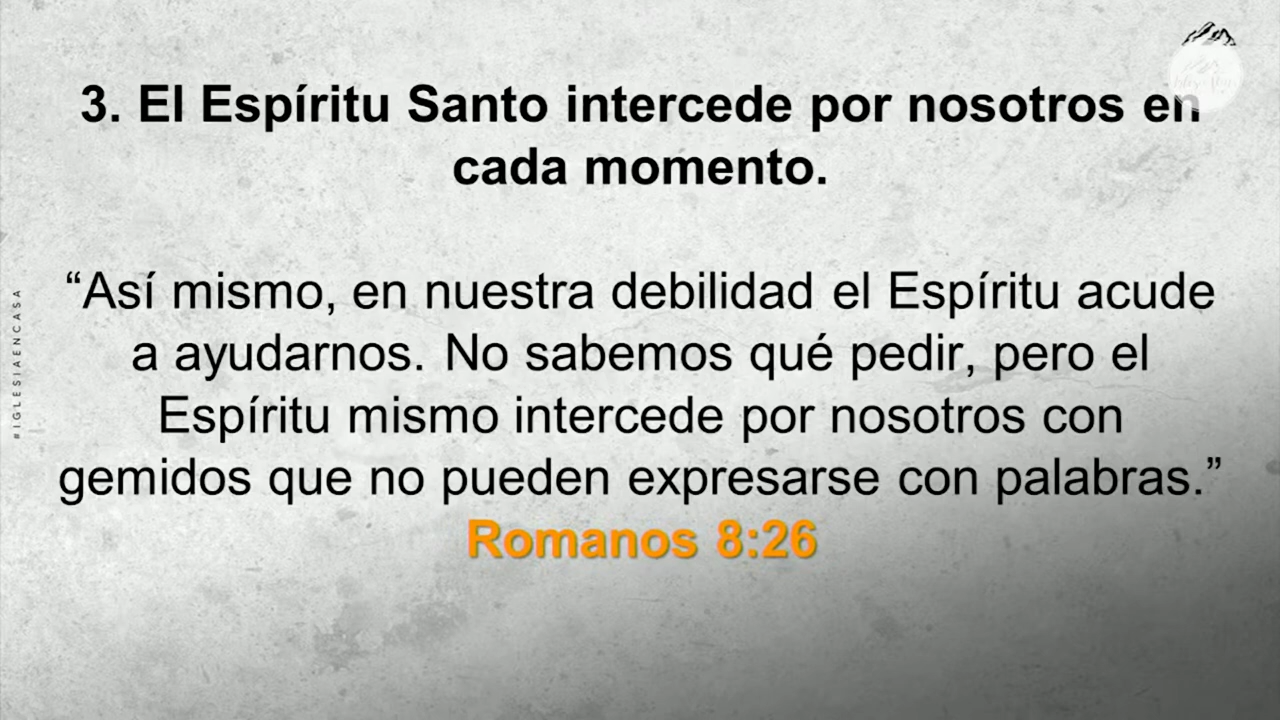 3. El Espíritu Santo intercede por nosotros en
cada momento.
“Así mismo, en nuestra debilidad el Espíritu acude
a ayudarnos. No sabemos qué pedir, pero el
Espíritu mismo intercede por nosotros con
gemidos que no pueden expresarse con palabras.”
Romanos 8:26
#IGLESIAENCASA